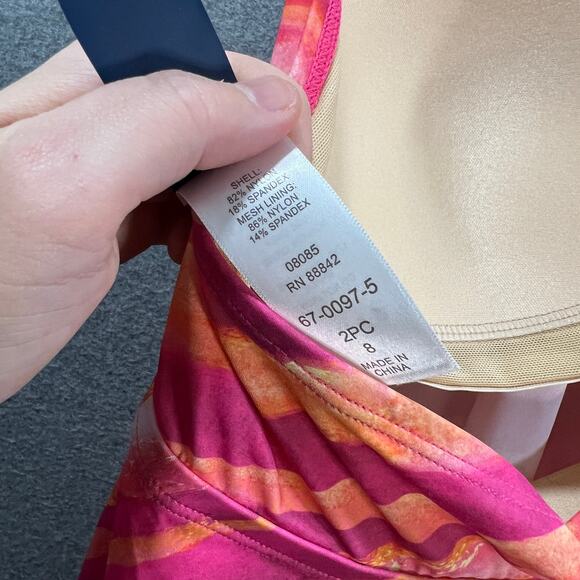 SHELL:
82% NYLON
18% SPANDEX
MESH LINING:
86% NYLON
14% SPANDEX
08085
RN 88842
67-0097-5
2PC
8
MADE IN
CHINA